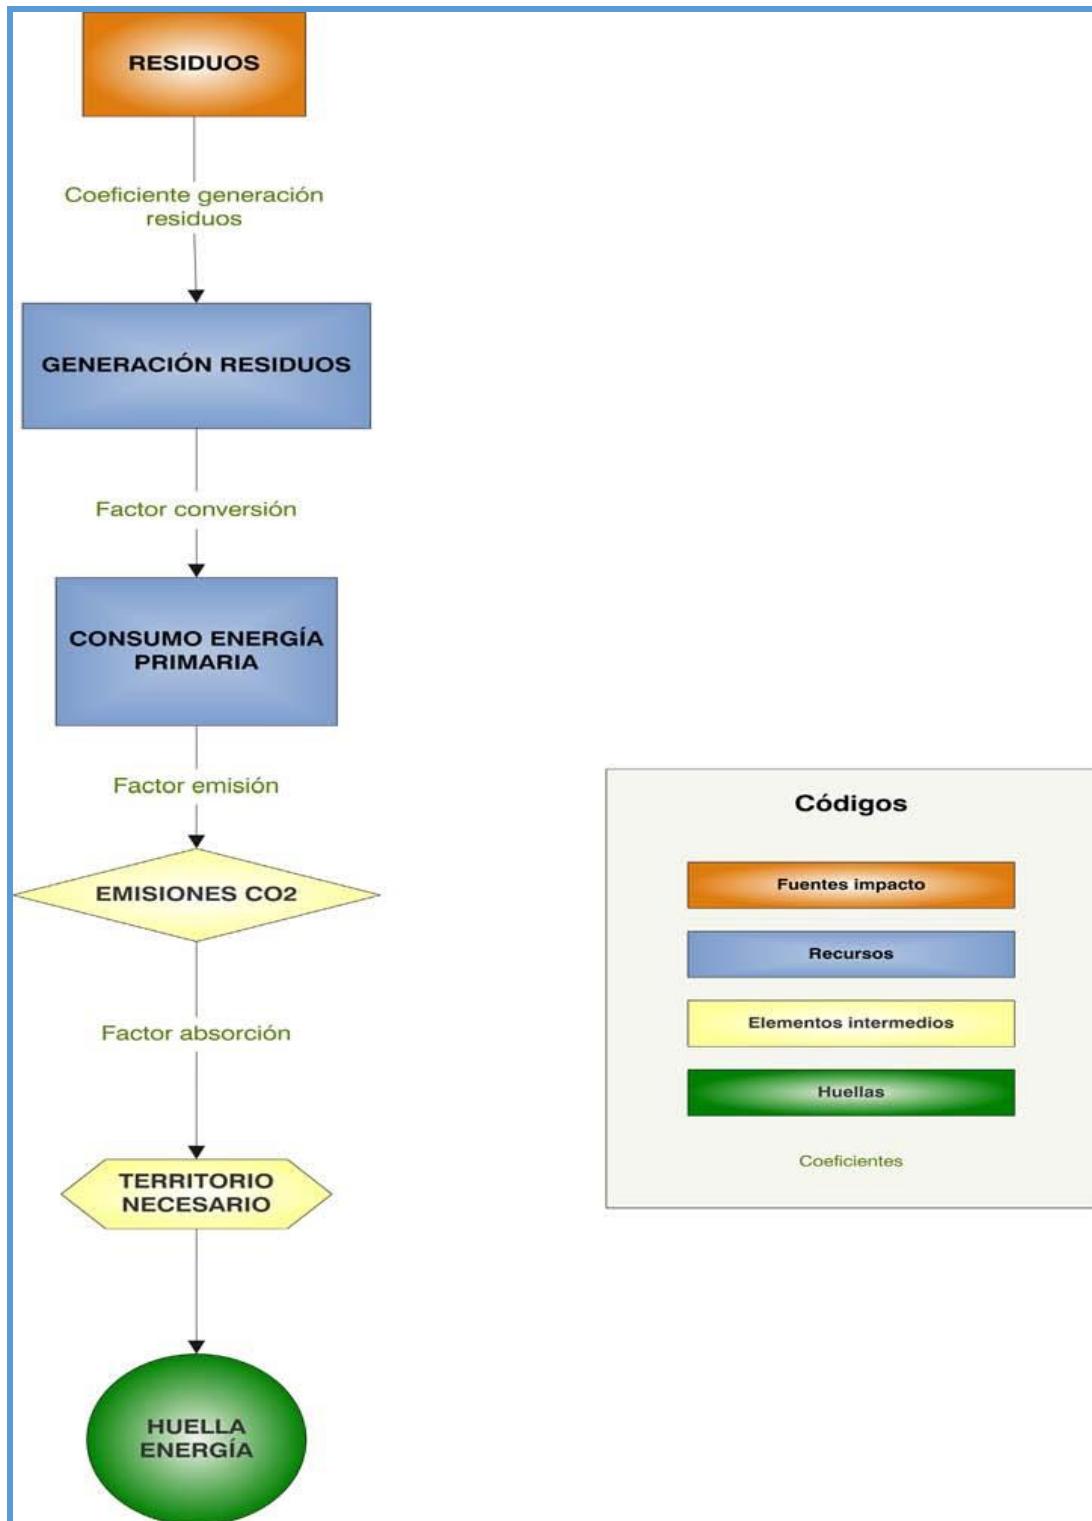 RESIDUOS
Coeficiente generación
residuos
GENERACIÓN RESIDUOS
Factor conversión
CONSUMO ENERGÍA
PRIMARIA
Factor emisión
EMISIONES CO2
Factor absorción
TERRITORIO
NECESARIO
HUELLA
ENERGÍA
Códigos
Fuentes impacto
Recursos
Elementos intermedios
Huellas
Coeficientes